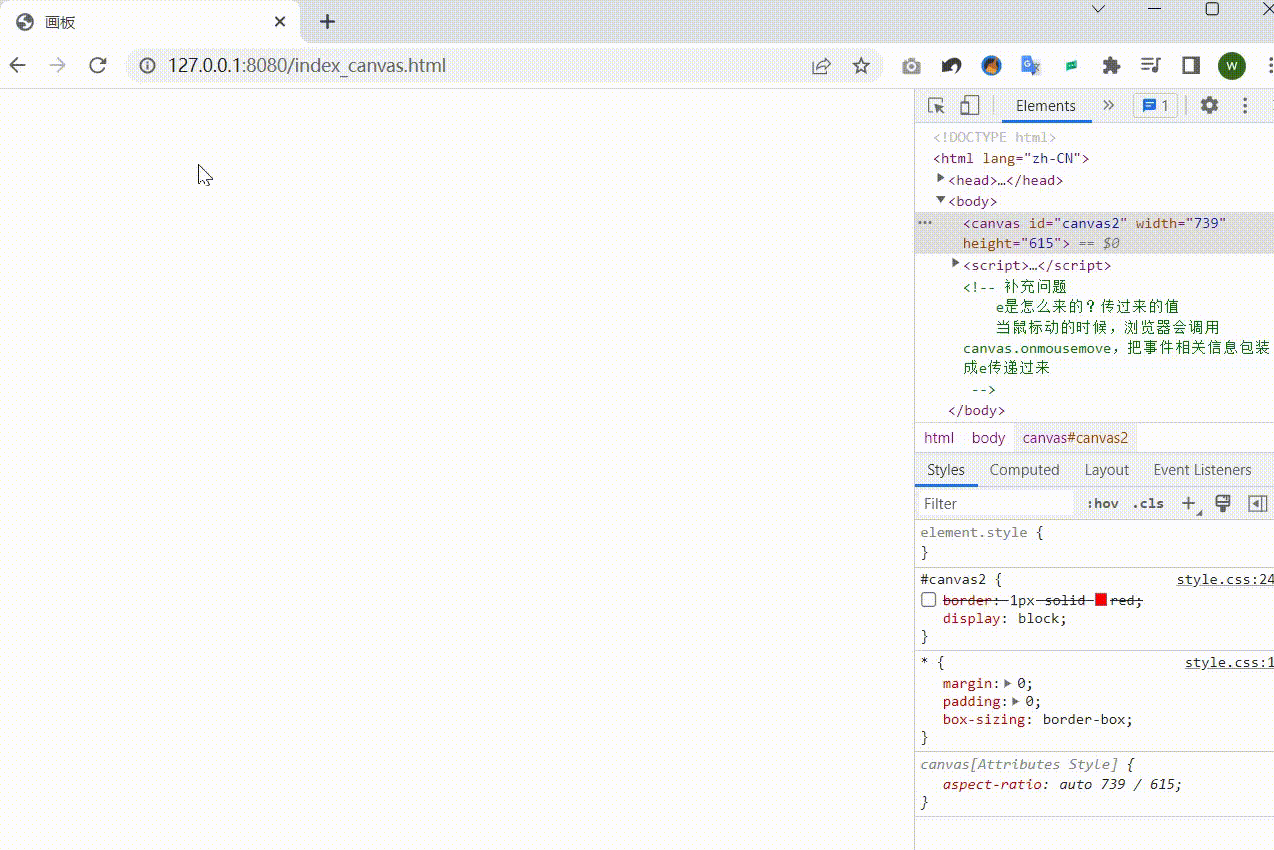 画板
127.0.0.1:8080/index_canvas.html
W
Elements
1
<!DOCTYPE html>
<html lang="zh-CN">
<head>…</head>
<body>
<canvas id="canvas2" width="739"
height="615"> == $0
<script>…</script>
<!-- 补充问题
e是怎么来的？传过来的值
当鼠标动的时候，浏览器会调用
canvas.onmousemove，把事件相关信息包装
成e传递过来
-->
</body>
html body canvas#canvas2
Styles Computed Layout Event Listeners
Filter :hov .cls
element.style {
}
#canvas2 { style.css:24
border: 1px solid red;
display: block;
}
* { style.css:1
margin: 0;
padding: 0;
box-sizing: border-box;
}
canvas[Attributes Style] {
aspect-ratio: auto 739 / 615;
}